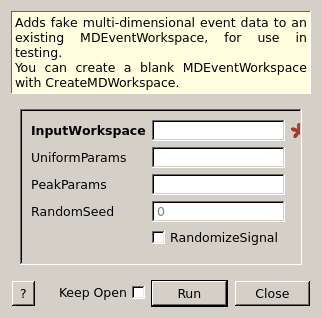 Adds fake multi-dimensional event data to an
existing MDEventWorkspace, for use in
testing.
You can create a blank MDEventWorkspace
with CreateMDWorkspace.
InputWorkspace
UniformParams
PeakParams
RandomSeed 0
RandomizeSignal
? Keep Open Run Close